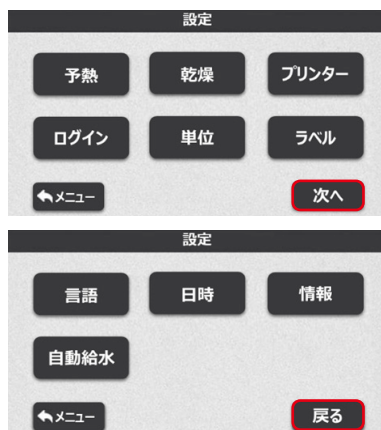 設定
予熱 乾燥 プリンター
ログイン 単位 ラベル
メニュー 次へ
設定
言語 日時 情報
自動給水
メニュー 戻る